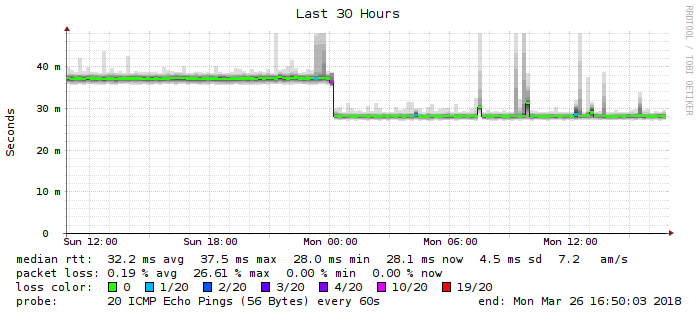 Last 30 Hours
RRDTOOL / TOBI OETIKER
Seconds
40 m
30 m
20 m
10 m
0
Sun 12:00 Sun 18:00 Mon 00:00 Mon 06:00 Mon 12:00
median rtt: 32.2 ms avg 37.5 ms max 28.0 ms min 28.1 ms now 4.5 ms sd 7.2 am/s
packet loss: 0.19 % avg 26.61 % max 0.00 % min 0.00 % now
loss color: 0 1/20 2/20 3/20 4/20 10/20 19/20
probe: 20 ICMP Echo Pings (56 Bytes) every 60s end: Mon Mar 26 16:50:03 2018